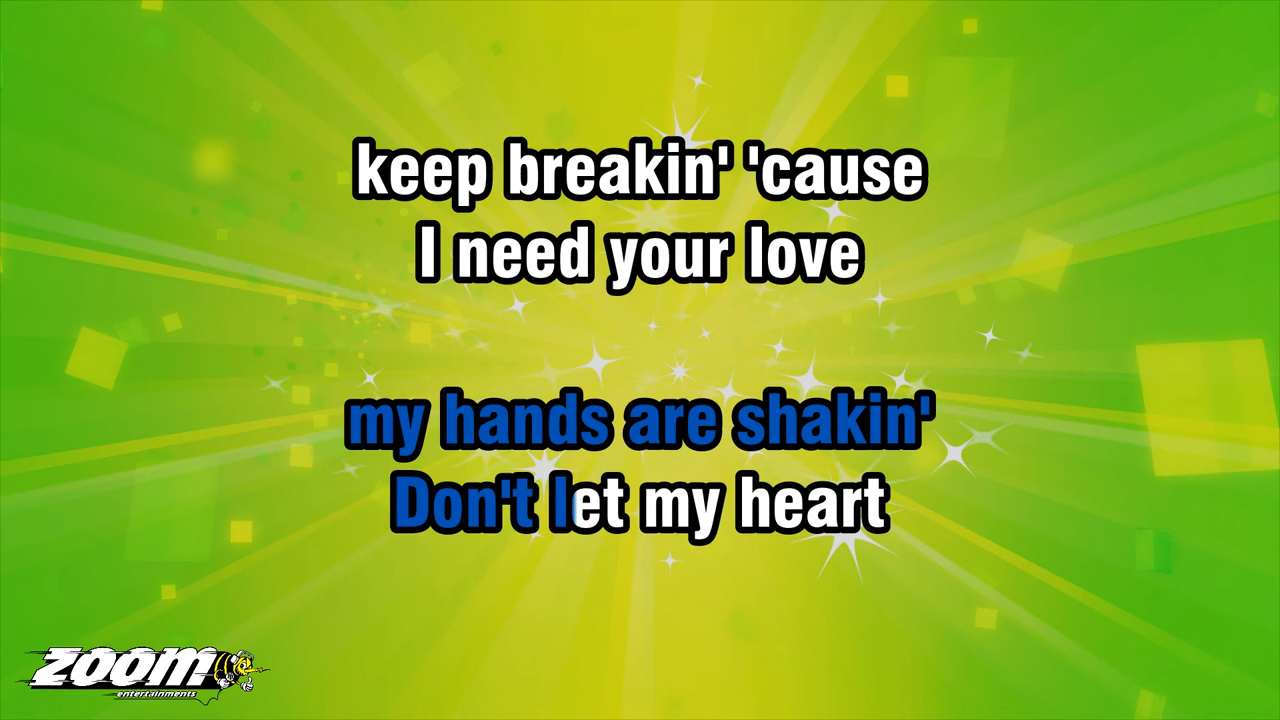 keep breakin' 'cause
I need your love
my hands are shakin'
Don't let my heart
zoom
entertainments